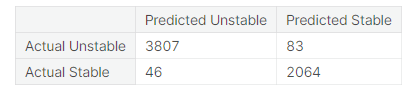 Predicted Unstable Predicted Stable
Actual Unstable 3807 83
Actual Stable 46 2064